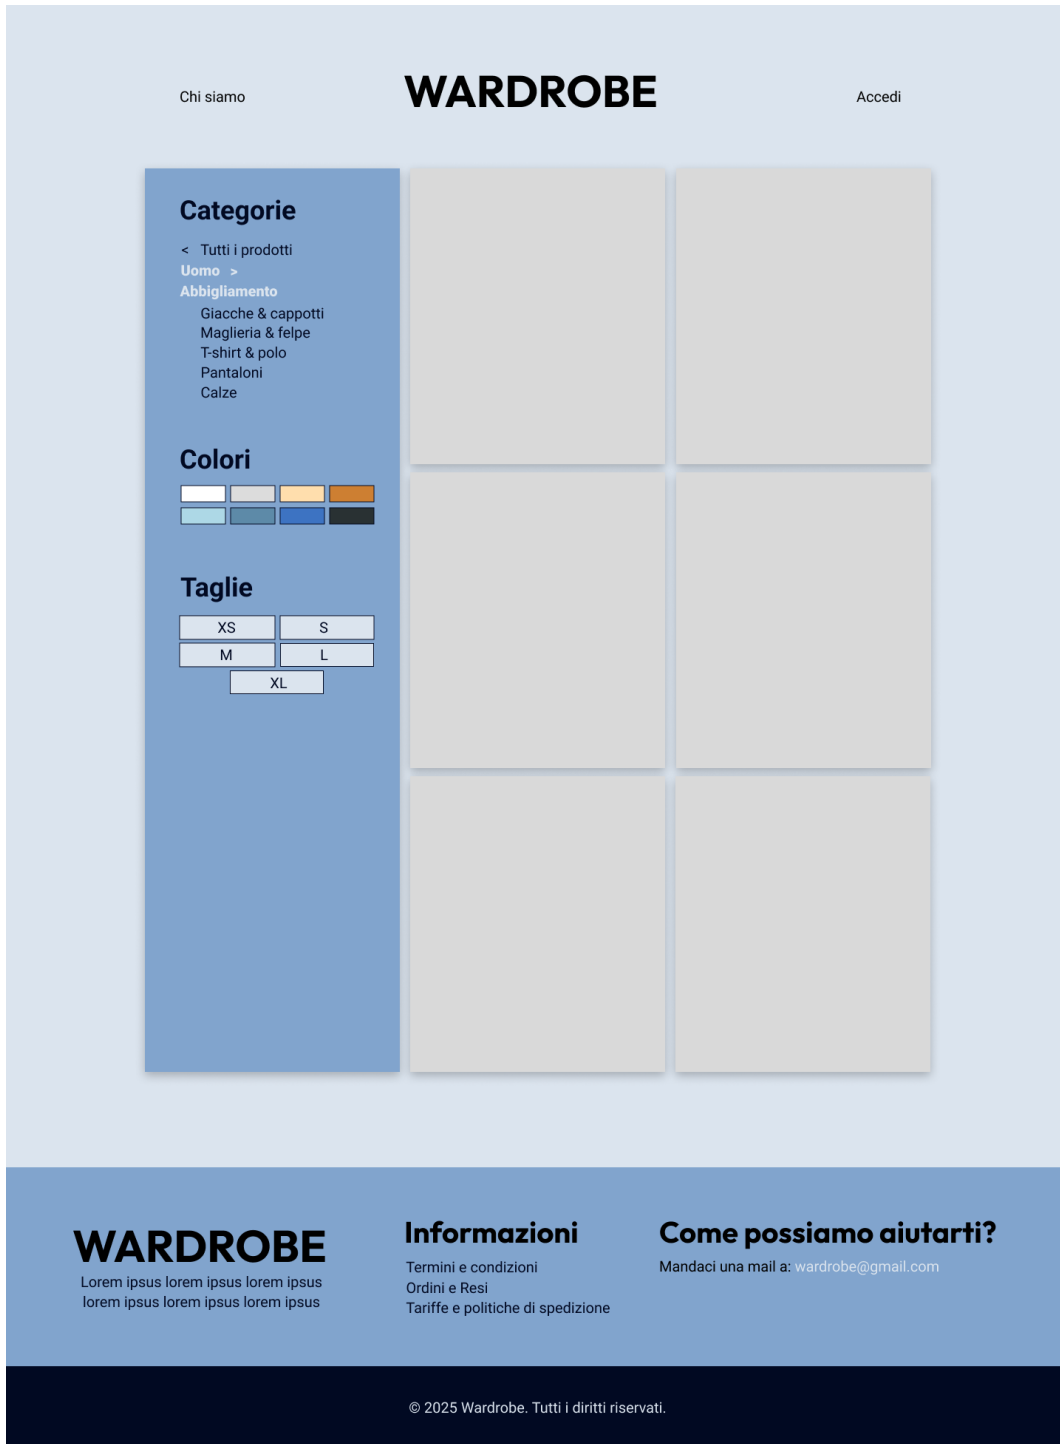 Chi siamo
WARDROBE
Accedi
Categorie
< Tutti i prodotti
Uomo >
Abbigliamento
Giacche & cappotti
Maglieria & felpe
T-shirt & polo
Pantaloni
Calze
Colori
Taglie
XS
S
M
L
XL
WARDROBE
Lorem ipsus lorem ipsus lorem ipsus
lorem ipsus lorem ipsus lorem ipsus
Informazioni
Termini e condizioni
Ordini e Resi
Tariffe e politiche di spedizione
Come possiamo aiutarti?
Mandaci una mail a: wardrobe@gmail.com
© 2025 Wardrobe. Tutti i diritti riservati.